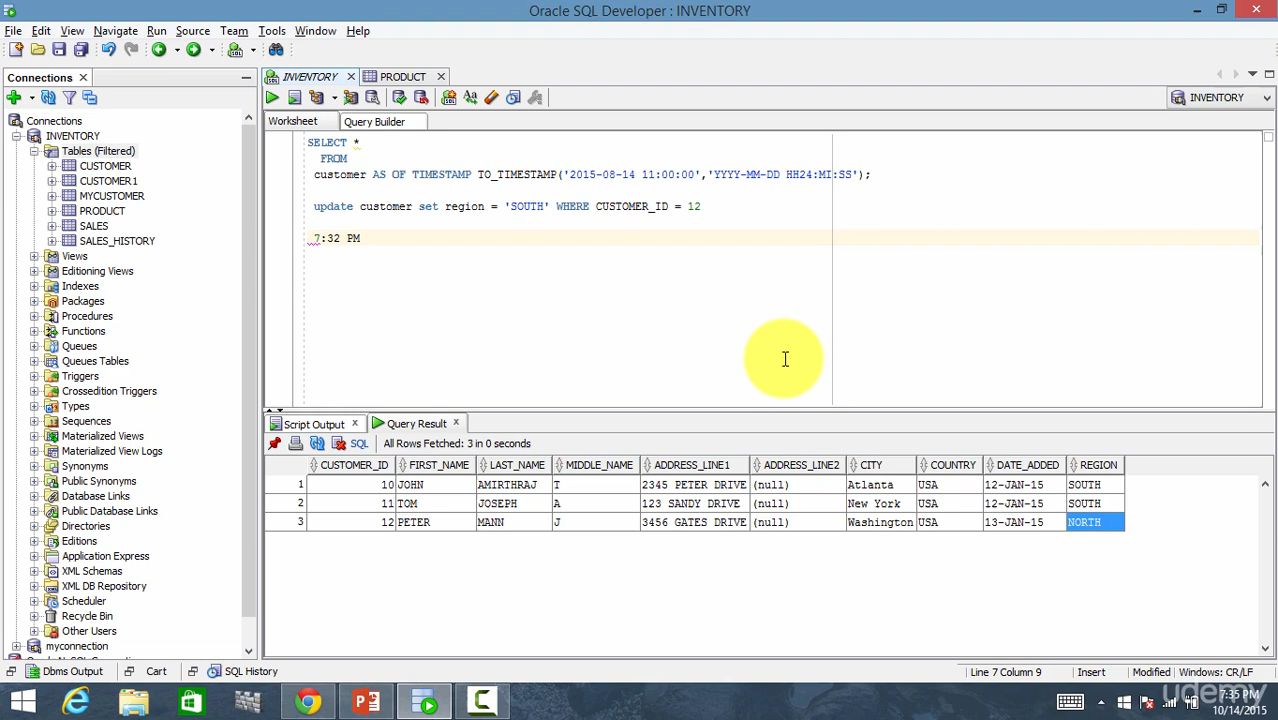 Oracle SQL Developer : INVENTORY
File Edit View Navigate Run Source Team Tools Window Help
Connections
INVENTORY
PRODUCT
INVENTORY
Worksheet Query Builder
Connections
INVENTORY
Tables (Filtered)
CUSTOMER
CUSTOMER1
MYCUSTOMER
PRODUCT
SALES
SALES_HISTORY
Views
Editioning Views
Indexes
Packages
Procedures
Functions
Queues
Queues Tables
Triggers
Crossedition Triggers
Types
Sequences
Materialized Views
Materialized View Logs
Synonyms
Public Synonyms
Database Links
Public Database Links
Directories
Editions
Application Express
XML Schemas
XML DB Repository
Scheduler
Recycle Bin
Other Users
myconnection
SELECT *
FROM
customer AS OF TIMESTAMP TO_TIMESTAMP('2015-08-14 11:00:00','YYYY-MM-DD HH24:MI:SS');
update customer set region = 'SOUTH' WHERE CUSTOMER_ID = 12
7:32 PM
Script Output Query Result
SQL All Rows Fetched: 3 in 0 seconds
CUSTOMER_ID FIRST_NAME LAST_NAME MIDDLE_NAME ADDRESS_LINE1 ADDRESS_LINE2 CITY COUNTRY DATE_ADDED REGION
1 10 JOHN AMIRTHRAJ T 2345 PETER DRIVE (null) Atlanta USA 12-JAN-15 SOUTH
2 11 TOM JOSEPH A 123 SANDY DRIVE (null) New York USA 12-JAN-15 SOUTH
3 12 PETER MANN J 3456 GATES DRIVE (null) Washington USA 13-JAN-15 NORTH
Dbms Output Cart SQL History
Line 7 Column 9 Insert Modified Windows: CR/LF
7:35 PM
10/14/2015
udemy